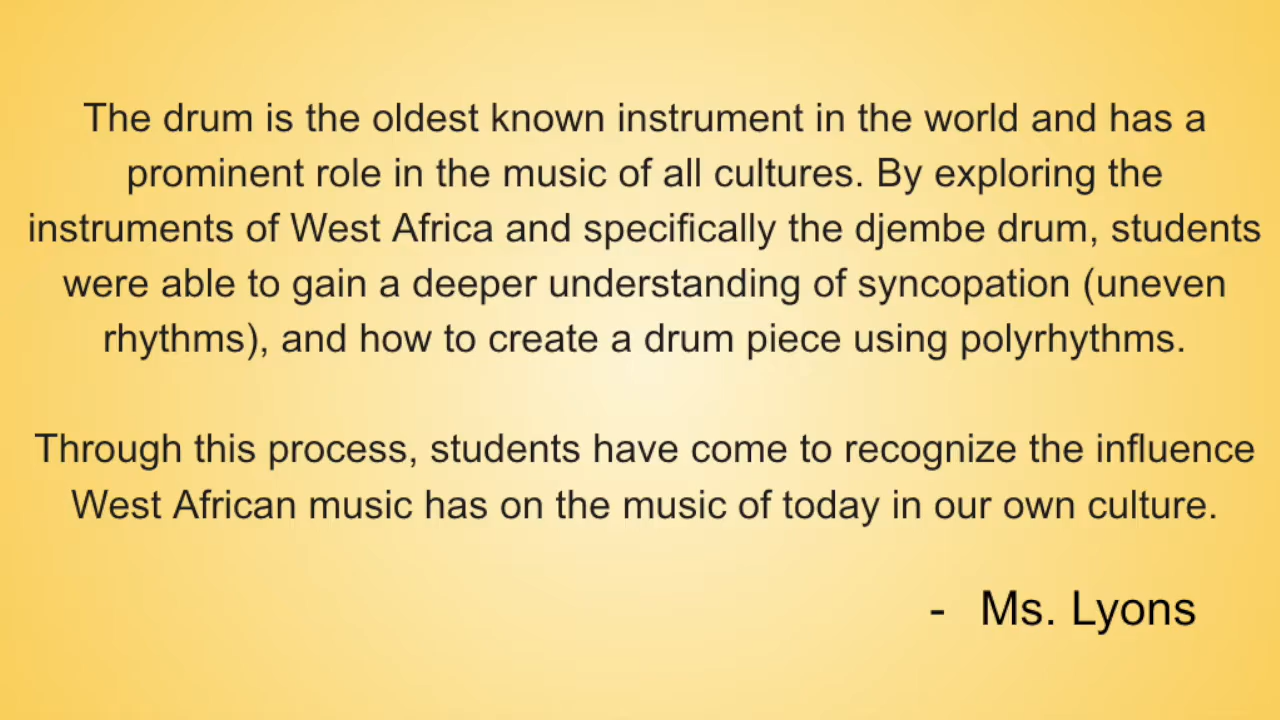 The drum is the oldest known instrument in the world and has a
prominent role in the music of all cultures. By exploring the
instruments of West Africa and specifically the djembe drum, students
were able to gain a deeper understanding of syncopation (uneven
rhythms), and how to create a drum piece using polyrhythms.
Through this process, students have come to recognize the influence
West African music has on the music of today in our own culture.
- Ms. Lyons